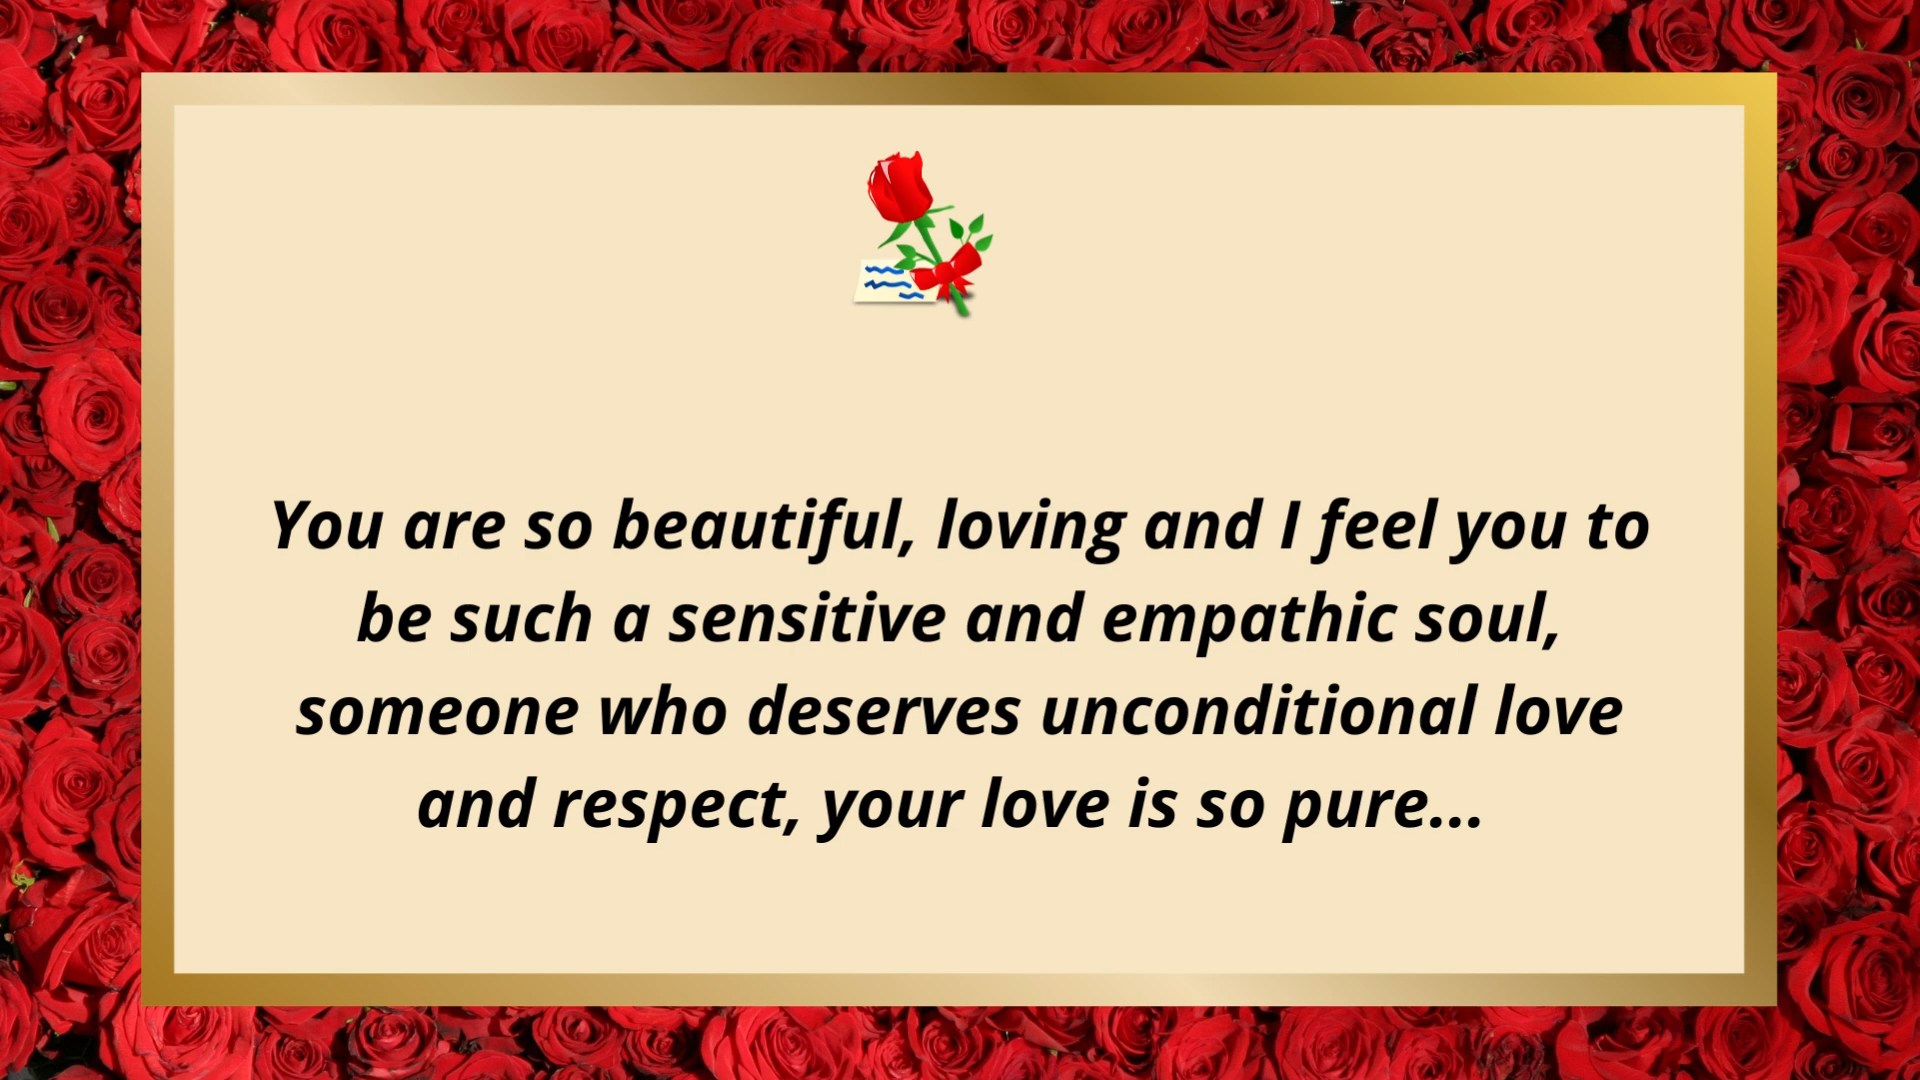 You are so beautiful, loving and I feel you to
be such a sensitive and empathic soul,
someone who deserves unconditional love
and respect, your love is so pure...